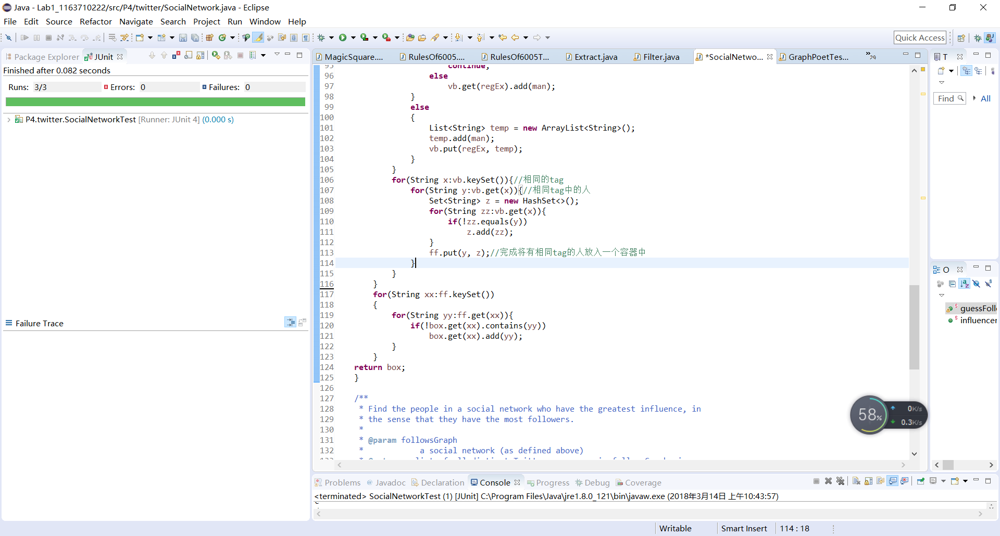 Java - Lab1_1163710222/src/P4/twitter/SocialNetwork.java - Eclipse
File Edit Source Refactor Navigate Search Project Run Window Help
Quick Access
Package Explorer JUnit
Finished after 0.082 seconds
Runs: 3/3 Errors: 0 Failures: 0
P4.twitter.SocialNetworkTest [Runner: JUnit 4] (0.000 s)
Failure Trace
MagicSquare.... RulesOf6005.... RulesOf6005T... Extract.java Filter.java *SocialNetwo... GraphPoetTes... »29
95 continue;
96 else
97 vb.get(regEx).add(man);
98 }
99 else
100 {
101 List<String> temp = new ArrayList<String>();
102 temp.add(man);
103 vb.put(regEx, temp);
104 }
105 }
106 for(String x:vb.keySet()){//相同的tag
107 for(String y:vb.get(x)){//相同tag中的人
108 Set<String> z = new HashSet<>();
109 for(String zz:vb.get(x)){
110 if(!zz.equals(y))
111 z.add(zz);
112 }
113 ff.put(y, z);//完成将有相同tag的人放入一个容器中
114 }
115 }
116 }
117 for(String xx:ff.keySet())
118 {
119 for(String yy:ff.get(xx)){
120 if(!box.get(xx).contains(yy))
121 box.get(xx).add(yy);
122 }
123 }
124 return box;
125 }
126
127 /**
128 * Find the people in a social network who have the greatest influence, in
129 * the sense that they have the most followers.
130 *
131 * @param followsGraph
132 * a social network (as defined above)
T
Find All
O
guessFoll
influencer
58% 0K/s
0.3K/s
Problems @ Javadoc Declaration Console Progress Debug Coverage
<terminated> SocialNetworkTest (1) [JUnit] C:\Program Files\Java\jre1.8.0_121\bin\javaw.exe (2018年3月14日 上午10:43:57)
Writable Smart Insert 114 : 18